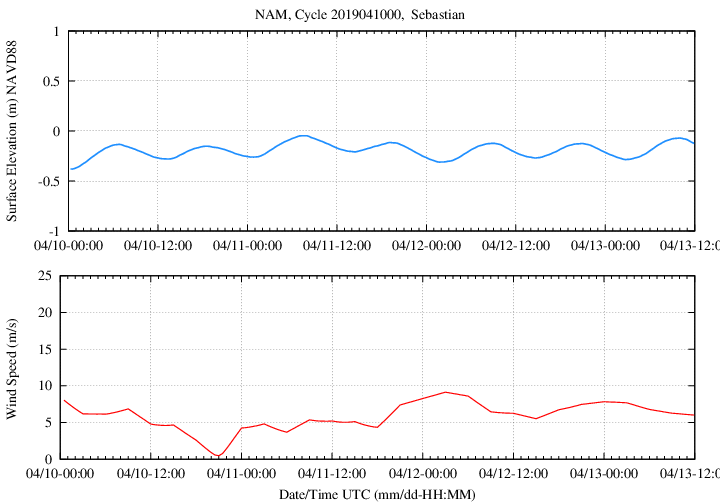 NAM, Cycle 2019041000, Sebastian
Surface Elevation (m) NAVD88
1
0.5
0
-0.5
-1
04/10-00:00 04/10-12:00 04/11-00:00 04/11-12:00 04/12-00:00 04/12-12:00 04/13-00:00 04/13-12:0
Wind Speed (m/s)
25
20
15
10
5
0
04/10-00:00 04/10-12:00 04/11-00:00 04/11-12:00 04/12-00:00 04/12-12:00 04/13-00:00 04/13-12:0
Date/Time UTC (mm/dd-HH:MM)